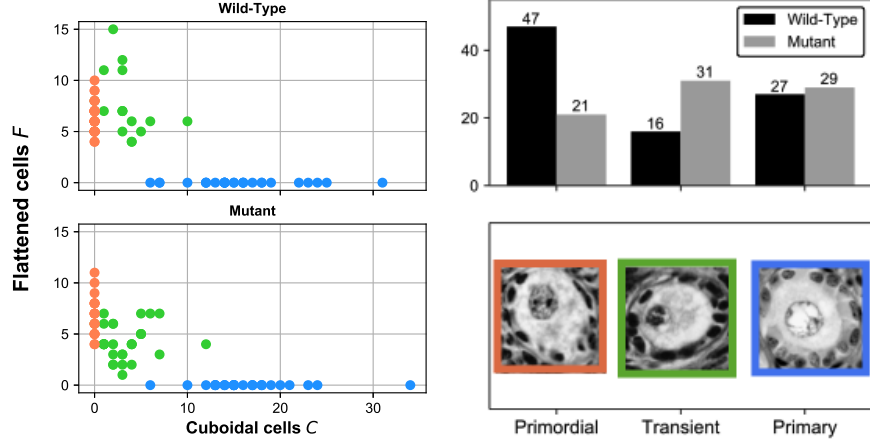 Wild-Type
15
10
5
0
Flattened cells F
Mutant
15
10
5
0
0 10 20 30
Cuboidal cells C
47
21
16
31
27
29
40
20
0
Wild-Type
Mutant
Primordial Transient Primary